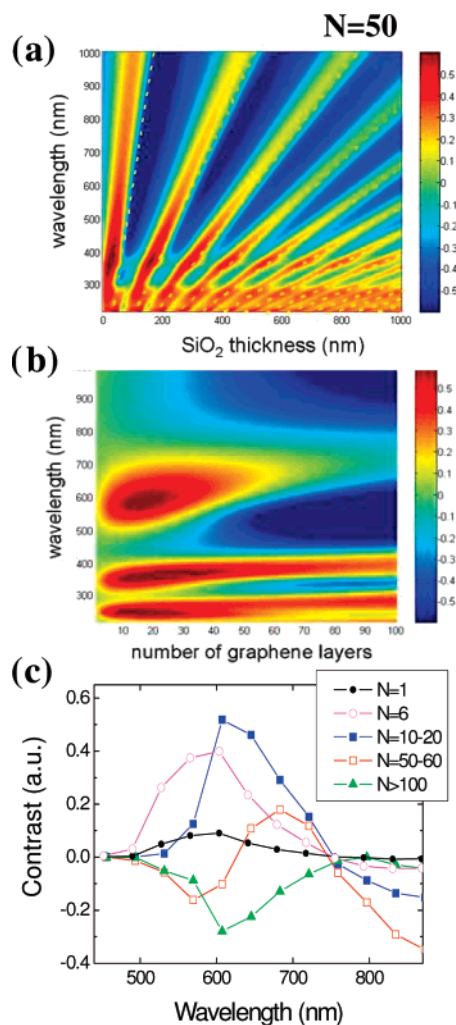 N=50
(a)
wavelength (nm)
1000
900
800
700
600
500
400
300
0 200 400 600 800 1000
SiO₂ thickness (nm)
0.5
0.4
0.3
0.2
0.1
0
-0.1
-0.2
-0.3
-0.4
-0.5
(b)
wavelength (nm)
900
800
700
600
500
400
300
10 20 30 40 50 60 70 80 90 100
number of graphene layers
0.5
0.4
0.3
0.2
0.1
0
-0.1
-0.2
-0.3
-0.4
-0.5
(c)
Contrast (a.u.)
0.6
0.4
0.2
0.0
-0.2
-0.4
N=1
N=6
N=10-20
N=50-60
N>100
500 600 700 800
Wavelength (nm)